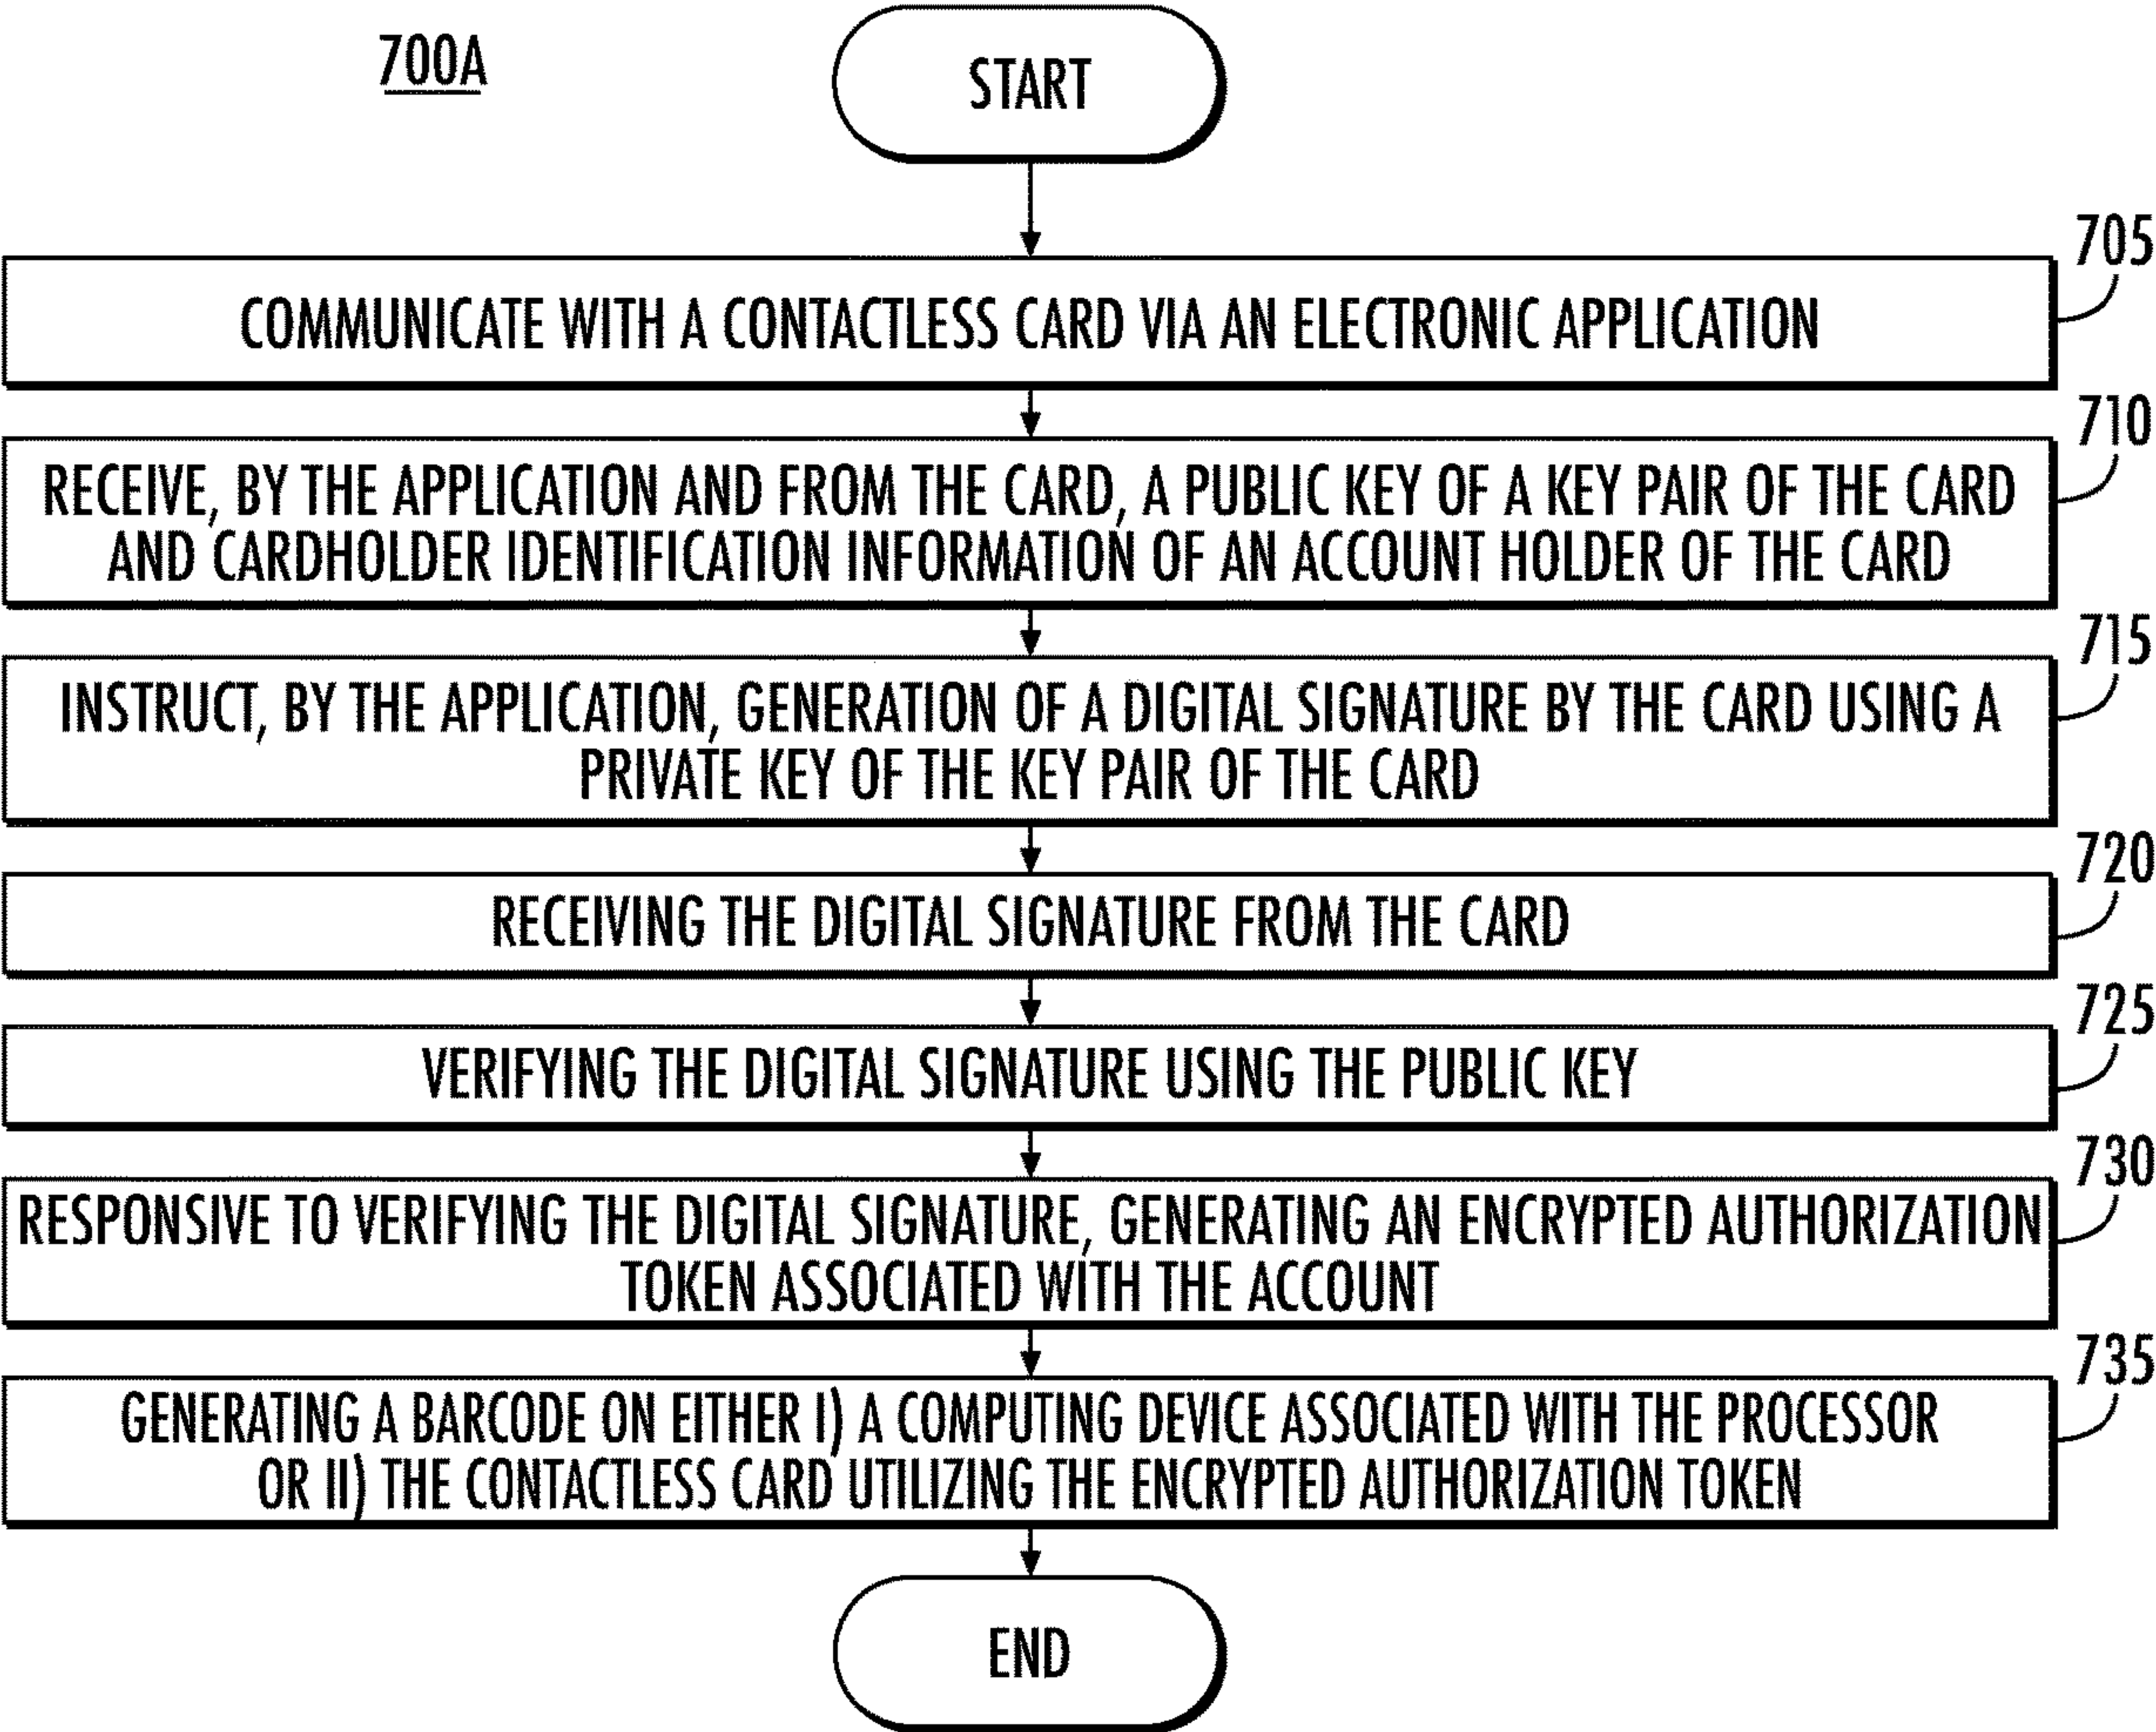 700A
START
705
COMMUNICATE WITH A CONTACTLESS CARD VIA AN ELECTRONIC APPLICATION
710
RECEIVE, BY THE APPLICATION AND FROM THE CARD, A PUBLIC KEY OF A KEY PAIR OF THE CARD
AND CARDHOLDER IDENTIFICATION INFORMATION OF AN ACCOUNT HOLDER OF THE CARD
715
INSTRUCT, BY THE APPLICATION, GENERATION OF A DIGITAL SIGNATURE BY THE CARD USING A
PRIVATE KEY OF THE KEY PAIR OF THE CARD
720
RECEIVING THE DIGITAL SIGNATURE FROM THE CARD
725
VERIFYING THE DIGITAL SIGNATURE USING THE PUBLIC KEY
730
RESPONSIVE TO VERIFYING THE DIGITAL SIGNATURE, GENERATING AN ENCRYPTED AUTHORIZATION
TOKEN ASSOCIATED WITH THE ACCOUNT
735
GENERATING A BARCODE ON EITHER I) A COMPUTING DEVICE ASSOCIATED WITH THE PROCESSOR
OR II) THE CONTACTLESS CARD UTILIZING THE ENCRYPTED AUTHORIZATION TOKEN
END